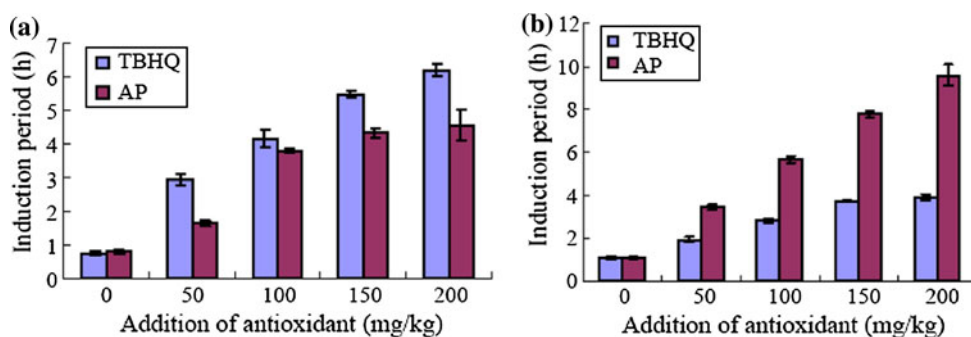 (a)
7
6
5
4
3
2
1
0
Induction period (h)
TBHQ
AP
0 50 100 150 200
Addition of antioxidant (mg/kg)
(b)
12
10
8
6
4
2
0
Induction period (h)
TBHQ
AP
0 50 100 150 200
Addition of antioxidant (mg/kg)